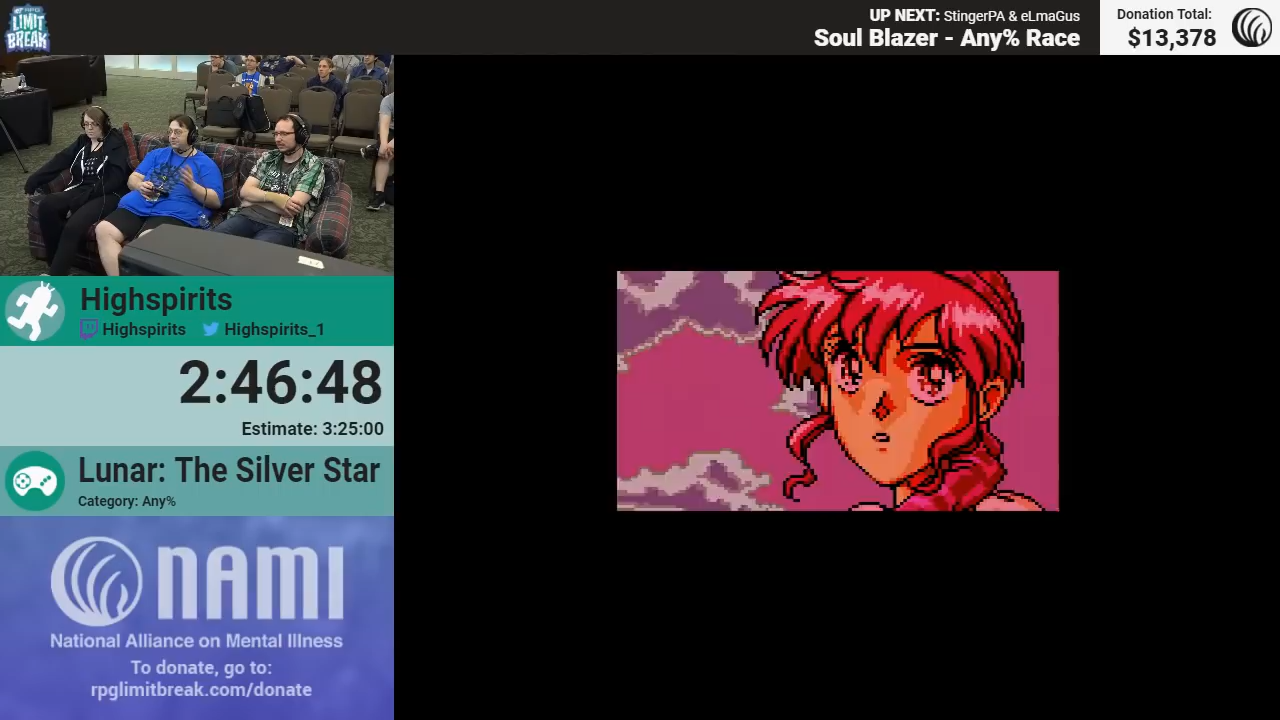 LIMIT
BREAK
UP NEXT: StingerPA & eLmaGus
Soul Blazer - Any% Race
Donation Total:
$13,378
Highspirits
Highspirits Highspirits_1
2:46:48
Estimate: 3:25:00
Lunar: The Silver Star
Category: Any%
NAMI
National Alliance on Mental Illness
To donate, go to:
rpglimitbreak.com/donate